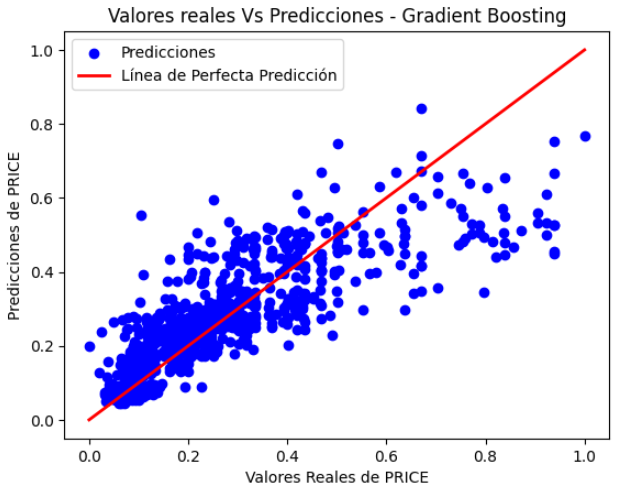 Valores reales Vs Predicciones - Gradient Boosting
Predicciones
Línea de Perfecta Predicción
Predicciones de PRICE
1.0
0.8
0.6
0.4
0.2
0.0
0.0 0.2 0.4 0.6 0.8 1.0
Valores Reales de PRICE